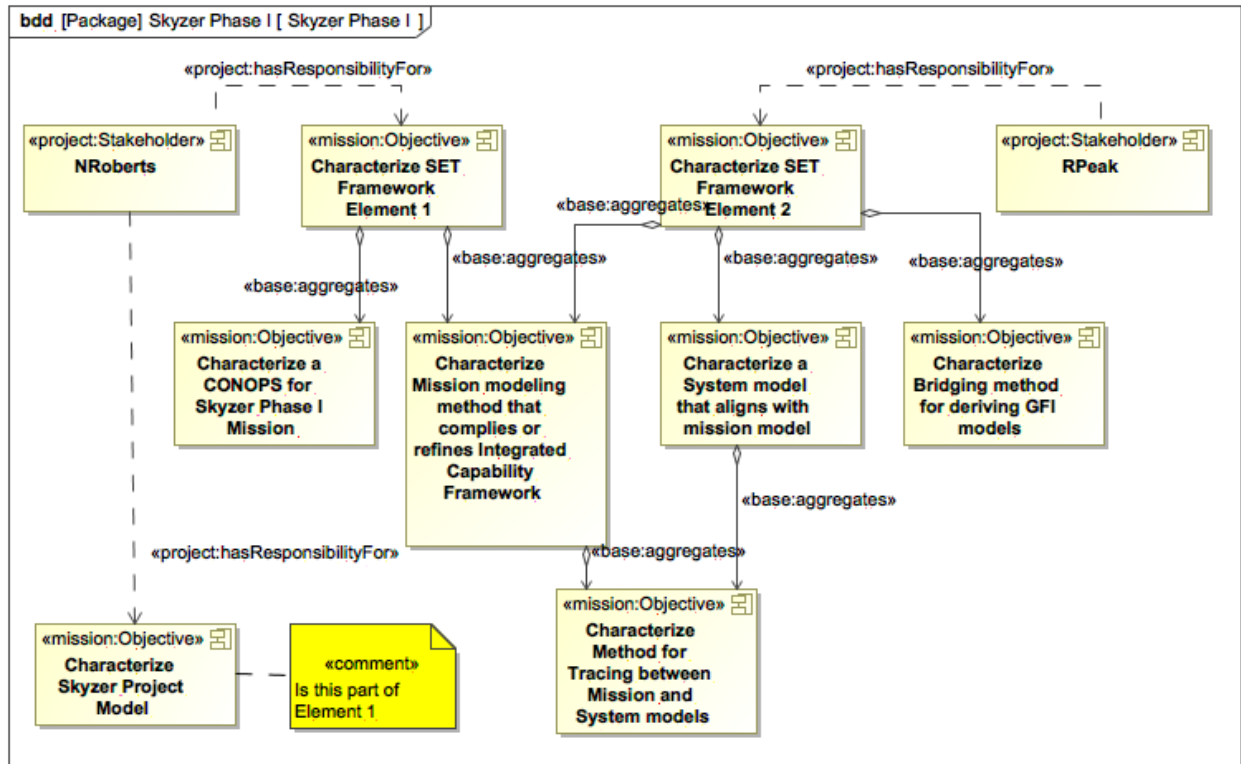 bdd [Package] Skyzer Phase I [ Skyzer Phase I ]
«project:hasResponsibilityFor»
«project:hasResponsibilityFor»
«project:Stakeholder»
NRoberts
«mission:Objective»
Characterize SET
Framework
Element 1
«mission:Objective»
Characterize SET
Framework
Element 2
«project:Stakeholder»
RPeak
«base:aggregates»
«base:aggregates»
«base:aggregates»
«base:aggregates»
«base:aggregates»
«mission:Objective»
Characterize a
CONOPS for
Skyzer Phase I
Mission
«mission:Objective»
Characterize
Mission modeling
method that
complies or
refines Integrated
Capability
Framework
«mission:Objective»
Characterize a
System model
that aligns with
mission model
«mission:Objective»
Characterize
Bridging method
for deriving GFI
models
«base:aggregates»
«project:hasResponsibilityFor»
«base:aggregates»
«mission:Objective»
Characterize
Skyzer Project
Model
«comment»
Is this part of
Element 1
«mission:Objective»
Characterize
Method for
Tracing between
Mission and
System models